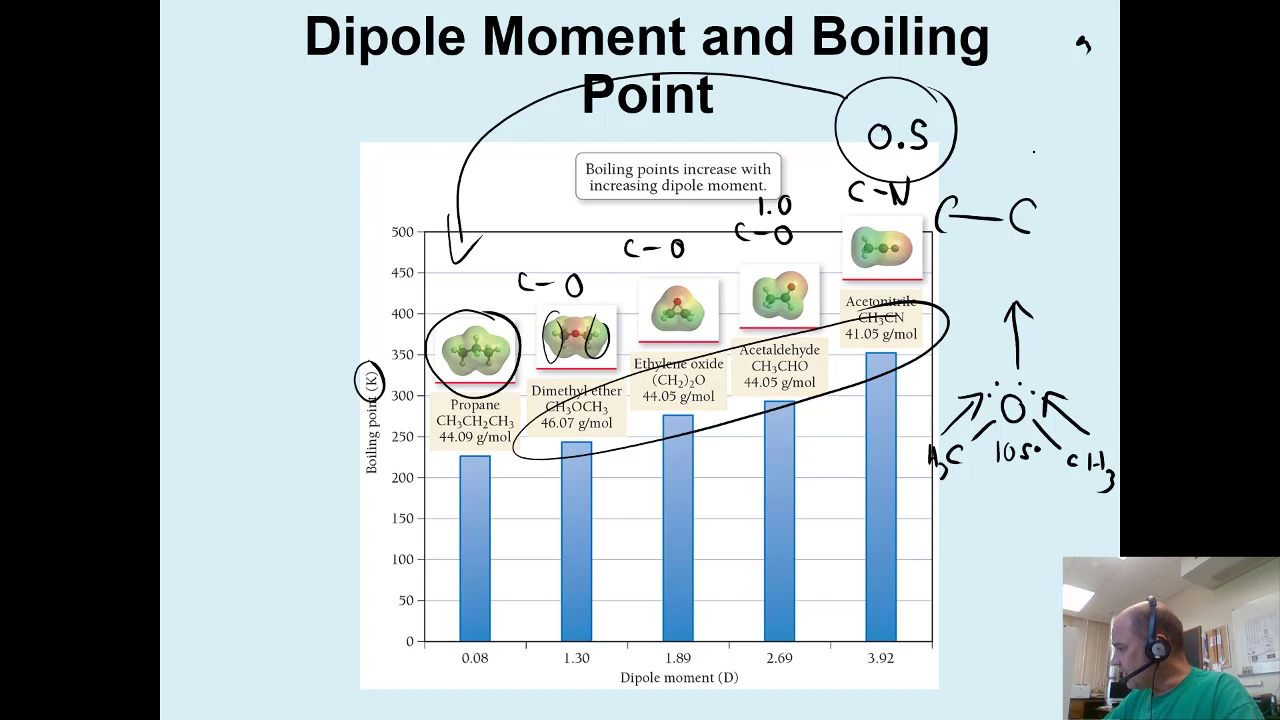 Dipole Moment and Boiling
Point
O.S
Boiling points increase with
increasing dipole moment.
C-N
1.0
C-O
C-O
C-O
C-C
500
450
400
350
300
250
200
150
100
50
0
Boiling point (K)
Propane
CH₃CH₂CH₃
44.09 g/mol
Dimethyl ether
CH₃OCH₃
46.07 g/mol
Ethylene oxide
(CH₂)₂O
44.05 g/mol
Acetaldehyde
CH₃CHO
44.05 g/mol
Acetonitrile
CH₃CN
41.05 g/mol
O
H₃C 105° CH₃
0.08 1.30 1.89 2.69 3.92
Dipole moment (D)